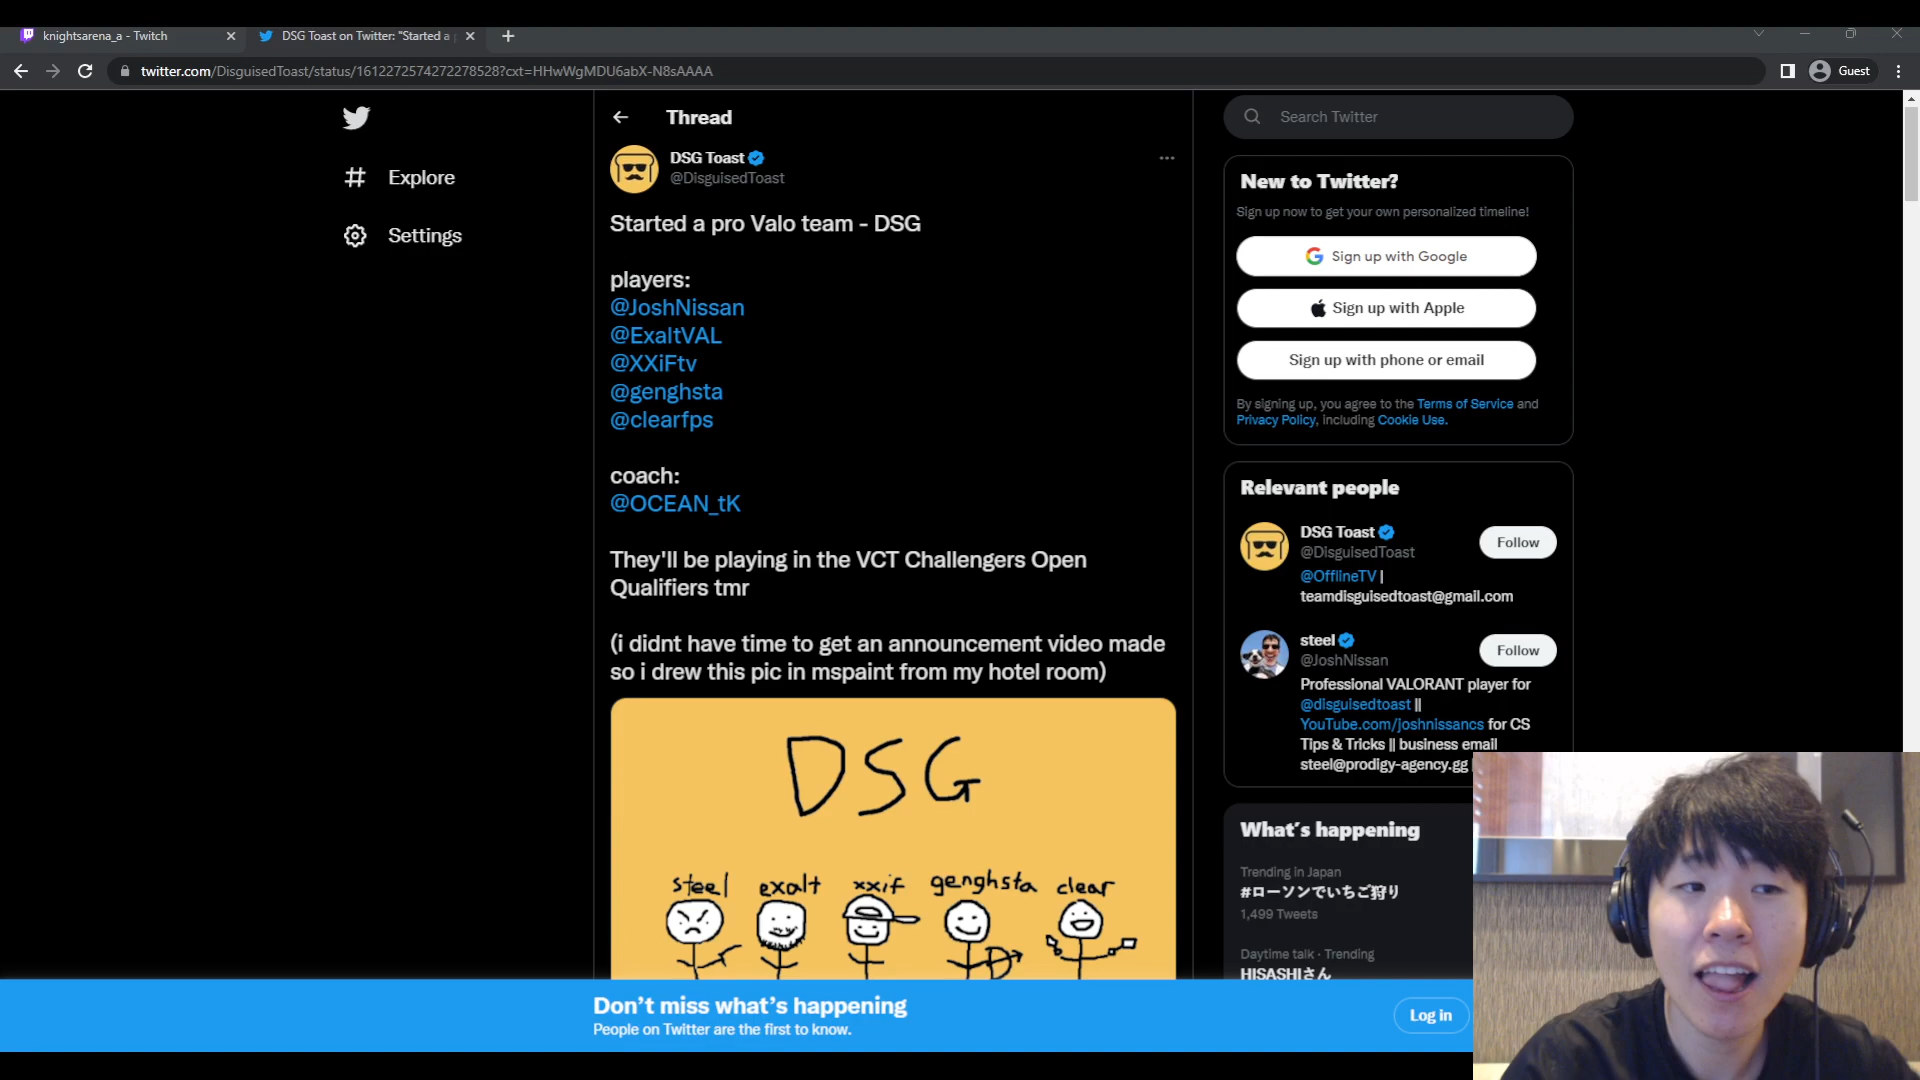 knightsarena_a - Twitch
DSG Toast on Twitter: "Started a p
twitter.com/DisguisedToast/status/1612272574272278528?cxt=HHwWgMDU6abX-N8sAAAA
Guest
Explore
Settings
Thread
DSG Toast
@DisguisedToast
Started a pro Valo team - DSG
players:
@JoshNissan
@ExaltVAL
@XXiFtv
@genghsta
@clearfps
coach:
@OCEAN_tK
They'll be playing in the VCT Challengers Open
Qualifiers tmr
(i didnt have time to get an announcement video made
so i drew this pic in mspaint from my hotel room)
DSG
steel exalt xxif genghsta clear
Search Twitter
New to Twitter?
Sign up now to get your own personalized timeline!
Sign up with Google
Sign up with Apple
Sign up with phone or email
By signing up, you agree to the Terms of Service and
Privacy Policy, including Cookie Use.
Relevant people
DSG Toast
@DisguisedToast
Follow
@OfflineTV |
teamdisguisedtoast@gmail.com
steel
@JoshNissan
Follow
Professional VALORANT player for
@disguisedtoast ||
YouTube.com/joshnissancs for CS
Tips & Tricks || business email
steel@prodigy-agency.gg
What's happening
Trending in Japan
#ローソンでいちご狩り
1,499 Tweets
Daytime talk · Trending
HISASHIさん
Don't miss what's happening
People on Twitter are the first to know.
Log in